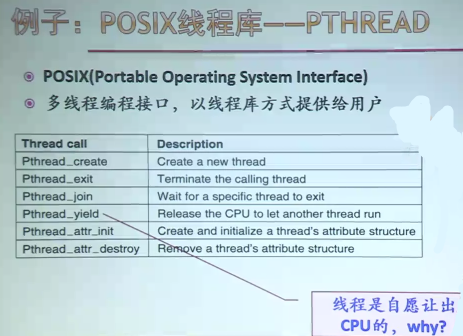 例子：POSIX线程库——PTHREAD
POSIX(Portable Operating System Interface)
多线程编程接口，以线程库方式提供给用户
Thread call Description
Pthread_create Create a new thread
Pthread_exit Terminate the calling thread
Pthread_join Wait for a specific thread to exit
Pthread_yield Release the CPU to let another thread run
Pthread_attr_init Create and initialize a thread's attribute structure
Pthread_attr_destroy Remove a thread's attribute structure
线程是自愿让出
CPU的，why?